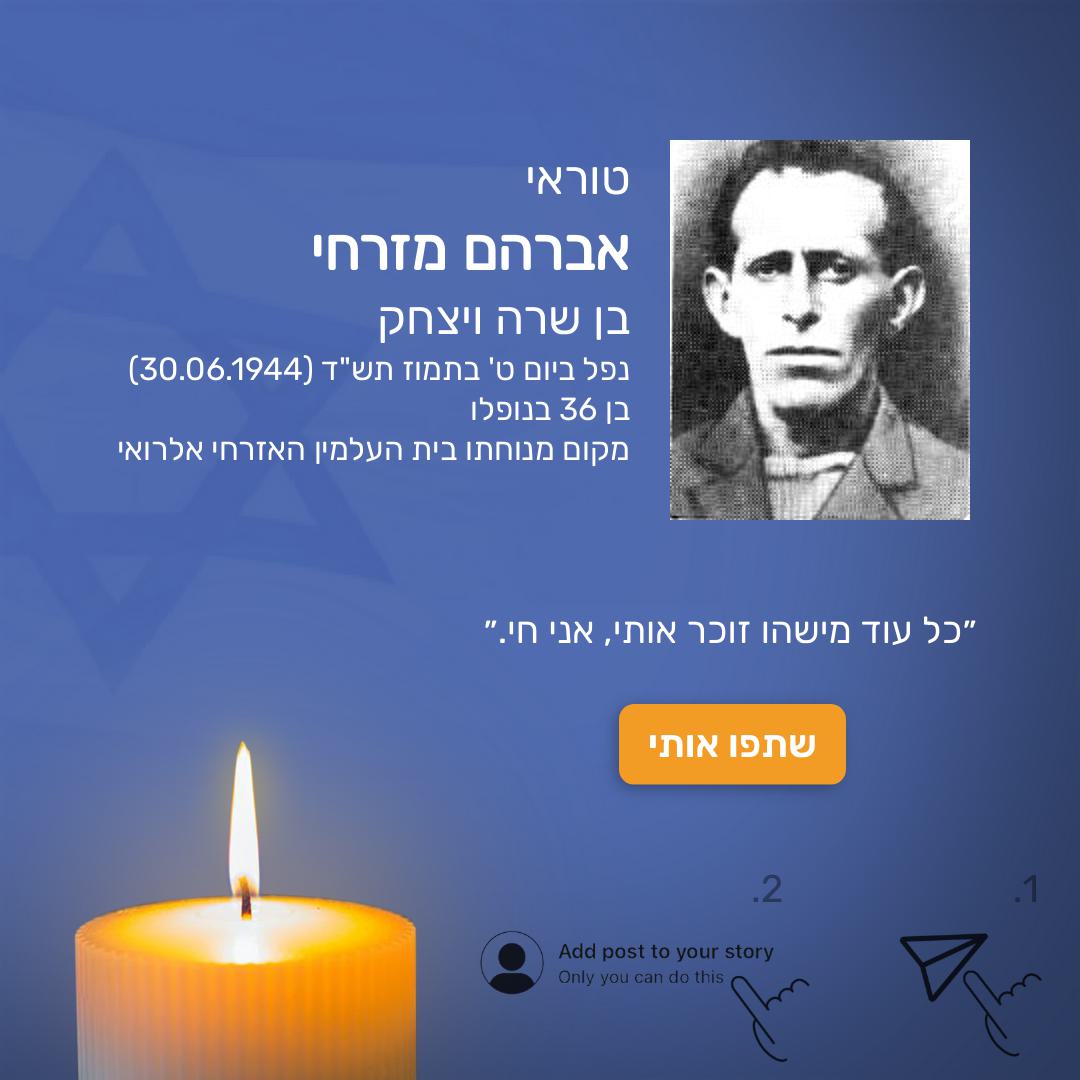 טוראי
אברהם מזרחי
בן שרה ויצחק
נפל ביום ט' בתמוז תש"ד (30.06.1944)
בן 36 בנופלו
מקום מנוחתו בית העלמין האזרחי אלרואי
״כל עוד מישהו זוכר אותי, אני חי.״
שתפו אותי
1.
2.
Add post to your story
Only you can do this